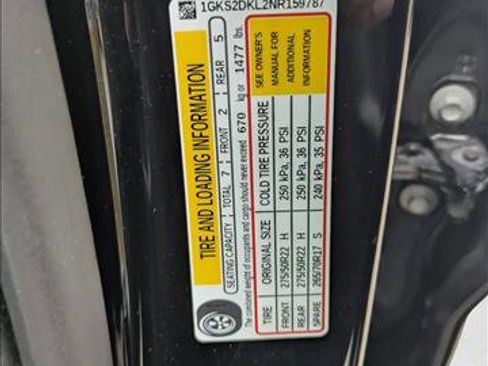 1GKS2DKL2NR159787
TIRE AND LOADING INFORMATION
SEATING CAPACITY TOTAL 7 FRONT 2 REAR 5
The combined weight of occupants and cargo should never exceed 670 kg or 1477 lbs.
TIRE ORIGINAL SIZE COLD TIRE PRESSURE
FRONT 275/50R22 H 250 kPa, 36 PSI
REAR 275/50R22 H 250 kPa, 36 PSI
SPARE 265/70R17 S 240 kPa, 35 PSI
SEE OWNER'S
MANUAL FOR
ADDITIONAL
INFORMATION